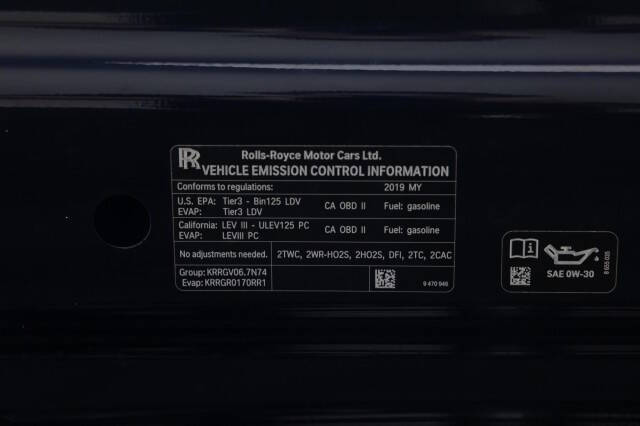 RR Rolls-Royce Motor Cars Ltd.
VEHICLE EMISSION CONTROL INFORMATION
Conforms to regulations: 2019 MY
U.S. EPA: Tier3 - Bin125 LDV CA OBD II Fuel: gasoline
EVAP: Tier3 LDV
California: LEV III - ULEV125 PC CA OBD II Fuel: gasoline
EVAP: LEVIII PC
No adjustments needed. 2TWC, 2WR-HO2S, 2HO2S, DFI, 2TC, 2CAC
Group: KRRGV06.7N74
Evap: KRRGR0170RR1
9 470 946
SAE 0W-30
8 655 035